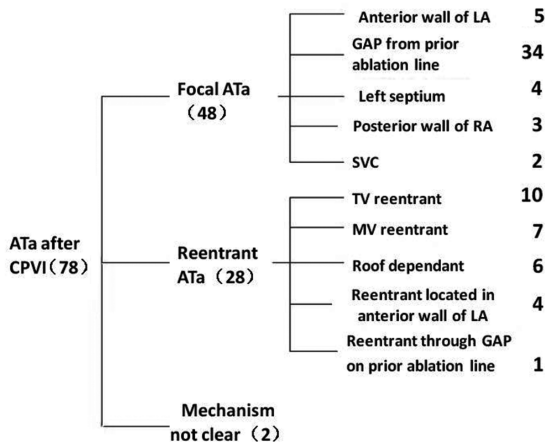 Anterior wall of LA 5
GAP from prior
ablation line 34
Focal ATa
(48)
Left septum 4
Posterior wall of RA 3
SVC 2
TV reentrant 10
MV reentrant 7
ATa after
CPVI(78)
Reentrant
ATa (28)
Roof dependant 6
Reentrant located in
anterior wall of LA 4
Reentrant through GAP
on prior ablation line 1
Mechanism
not clear (2)